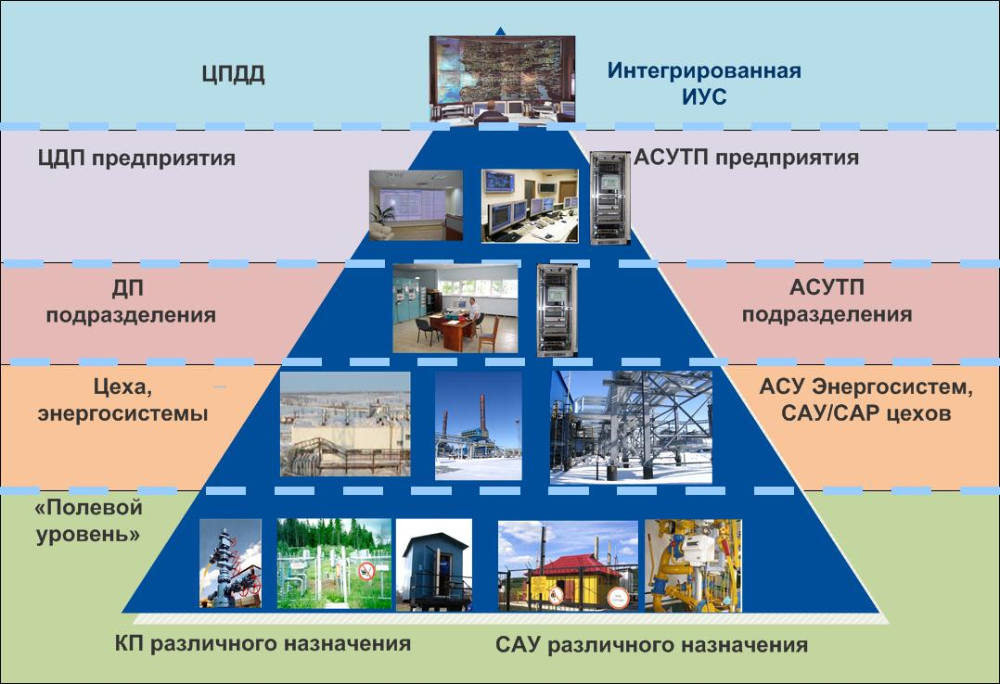 ЦПДД
Интегрированная
ИУС
ЦДП предприятия
АСУТП предприятия
ДП
подразделения
АСУТП
подразделения
Цеха,
энергосистемы
АСУ Энергосистем,
САУ/САР цехов
«Полевой
уровень»
КП различного назначения
САУ различного назначения